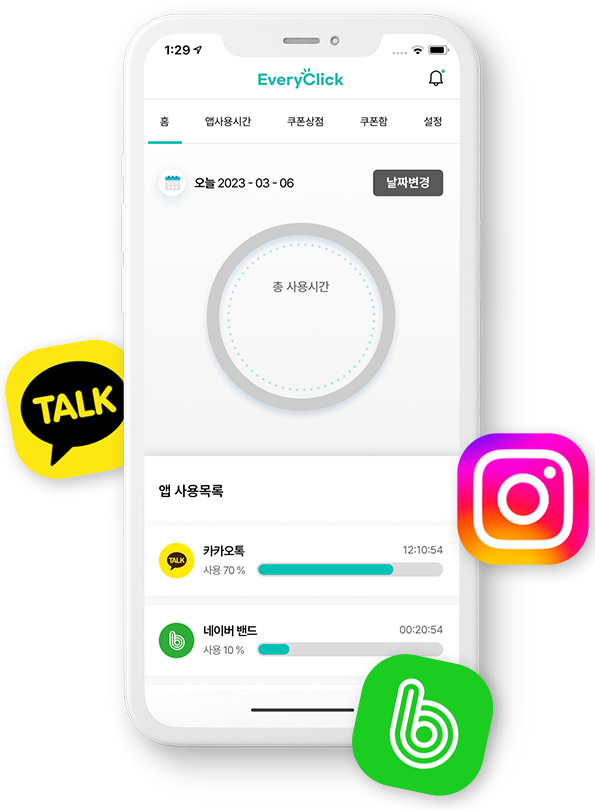 1:29
EveryClick
홈 앱사용시간 쿠폰상점 쿠폰함 설정
오늘 2023 - 03 - 06 날짜변경
총 사용시간
TALK
앱 사용목록
TALK
카카오톡 12:10:54
사용 70 %
네이버 밴드 00:20:54
사용 10 %